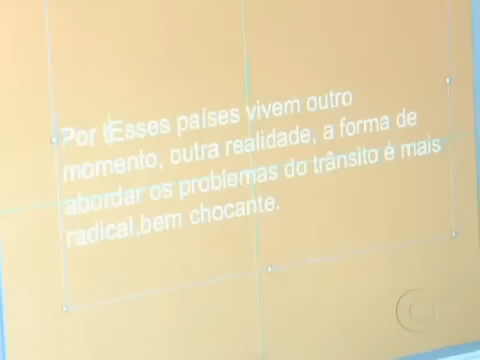 Por tEsses países vivem outro
momento, outra realidade, a forma de
abordar os problemas do trânsito é mais
radical,bem chocante.